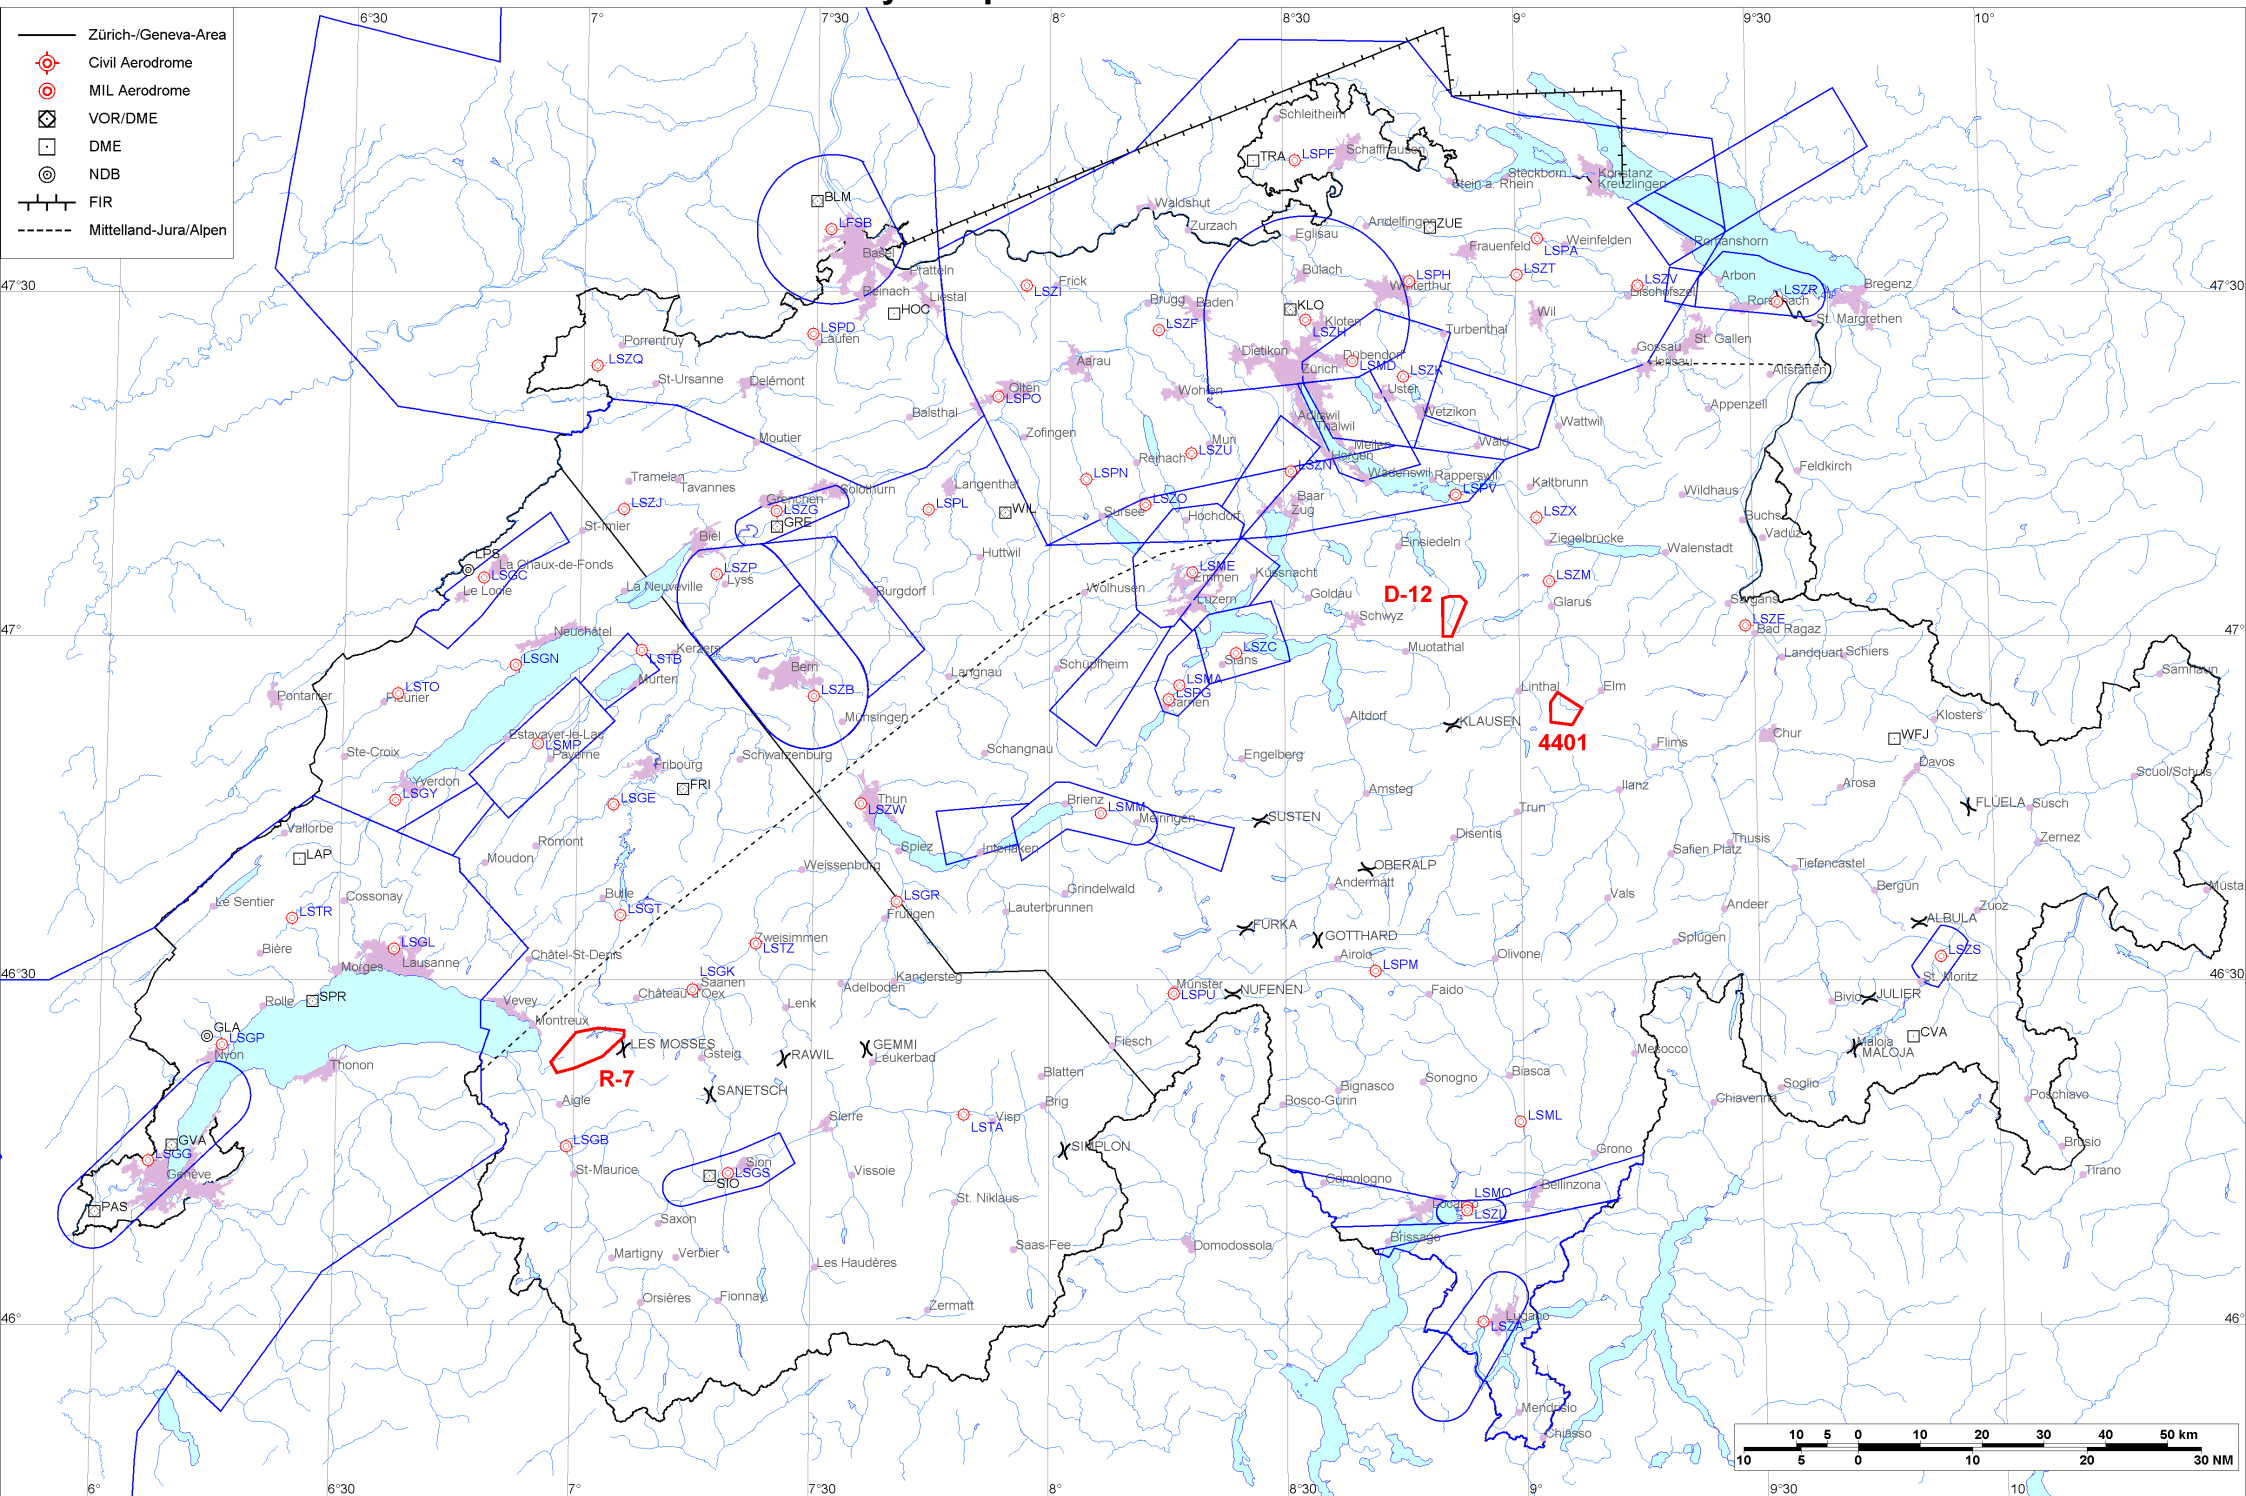 6°30
7°
7°30
8°
8°30
9°
9°30
10°
Zürich-/Geneva-Area
Civil Aerodrome
MIL Aerodrome
VOR/DME
DME
NDB
FIR
Mittelland-Jura/Alpen
Schleitheim
TRA
LSPF
Schaffhausen
Stein a. Rhein
Steckborn
Konstanz
Kreuzlingen
BLM
LFSB
Basel
Waldshut
Zurzach
Eglisau
Andelfingen
ZUE
Frauenfeld
LSPA
Weinfelden
Romanshorn
Pratteln
Reinach
Liestal
HOC
Frick
LSZI
Brugg
Baden
Bülach
KLO
Kloten
LSZH
LSPH
Winterthur
LSZT
LSZV
Bischofszell
Arbon
LSZR
Rorschach
Bregenz
St. Margrethen
47°30
47°30
LSPD
Laufen
LSZF
Wil
Turbenthal
Porrentruy
LSZQ
Dietikon
Zürich
Dübendorf
LSMD
LSZK
Uster
Gossau
Herisau
St. Gallen
Altstätten
St-Ursanne
Delémont
Aarau
Olten
LSPO
Wohlen
Wetzikon
Appenzell
Balsthal
Adliswil
Thalwil
Wattwil
Moutier
Zofingen
Muri
LSZU
Reinach
Meilen
Horgen
Wald
Feldkirch
Tramelan
Tavannes
LSPN
LSZN
Wädenswil
Rapperswil
LSPV
Kaltbrunn
Wildhaus
Grenchen
Solothurn
Langenthal
LSZJ
LSZG
GRE
LSPL
WIL
LSZO
Sursee
Hochdorf
Baar
Zug
LSZX
Buchs
St-Imier
Biel
Vaduz
LPS
La Chaux-de-Fonds
LSGC
Le Locle
Huttwil
Einsiedeln
Ziegelbrücke
Walenstadt
LSZP
Lyss
La Neuveville
Burgdorf
Wolhusen
LSME
Emmen
Luzern
Küssnacht
Goldau
D-12
LSZM
Glarus
Sargans
Schwyz
LSZE
Bad Ragaz
47°
47°
Neuchâtel
LSGN
LSTB
Kerzers
Murten
Bern
LSZB
Langnau
Schüpfheim
LSZC
Stans
LSMA
LSPG
Sarnen
Muotathal
Landquart
Schiers
Samnaun
Pontarlier
LSTO
Fleurier
Münsingen
Altdorf
KLAUSEN
Linthal
Elm
4401
Klosters
WFJ
Chur
Estavayer-le-Lac
LSMP
Payerne
Ste-Croix
Schwarzenburg
Schangnau
Engelberg
Flims
Davos
Arosa
Scuol/Schuls
Yverdon
LSGY
Fribourg
FRI
LSGE
Thun
LSZW
Brienz
LSMM
Meiringen
SUSTEN
Amsteg
Trun
Ilanz
FLÜELA
Susch
Vallorbe
LAP
Romont
Moudon
Spiez
Interlaken
Disentis
Thusis
Safien Platz
Zernez
Weissenburg
OBERALP
Andermatt
Tiefencastel
Bergün
Müsta
Le Sentier
Cossonay
LSTR
Bulle
LSGT
LSGR
Frutigen
Grindelwald
Lauterbrunnen
Vals
Andeer
Zuoz
ALBULA
FURKA
GOTTHARD
Bière
LSGL
Lausanne
Morges
Zweisimmen
LSTZ
Châtel-St-Denis
Splügen
LSZS
St. Moritz
46°30
46°30
LSGK
Saanen
Château-d'Oex
Kandersteg
Adelboden
Airolo
LSPM
Olivone
Münster
LSPU
NUFENEN
Faido
Bivio
JULIER
Rolle
SPR
Vevey
Montreux
Lenk
GLA
LSGP
Nyon
LES MOSSES
Gsteig
R-7
RAWIL
GEMMI
Leukerbad
Fiesch
Mesocco
Maloja
MALOJA
CVA
Thonon
SANETSCH
Blatten
Bignasco
Sonogno
Biasca
Soglio
Aigle
Brig
Bosco-Gurin
Chiavenna
Poschiavo
Sierre
Visp
LSTA
LSML
GVA
LSGG
Genève
LSGB
St-Maurice
SIMPLON
Grono
Brusio
Tirano
Sion
LSGS
SIO
Vissoie
Comologno
LSMO
Bellinzona
PAS
St. Niklaus
Locarno
LSZL
Saxon
Brissago
Martigny
Verbier
Saas-Fee
Domodossola
Les Haudères
Orsières
Fionnay
Zermatt
46°
46°
Lugano
LSZA
Mendrisio
Chiasso
10 5 0 10 20 30 40 50 km
10 5 0 10 20 30 NM
6°
6°30
7°
7°30
8°
8°30
9°
9°30
10°